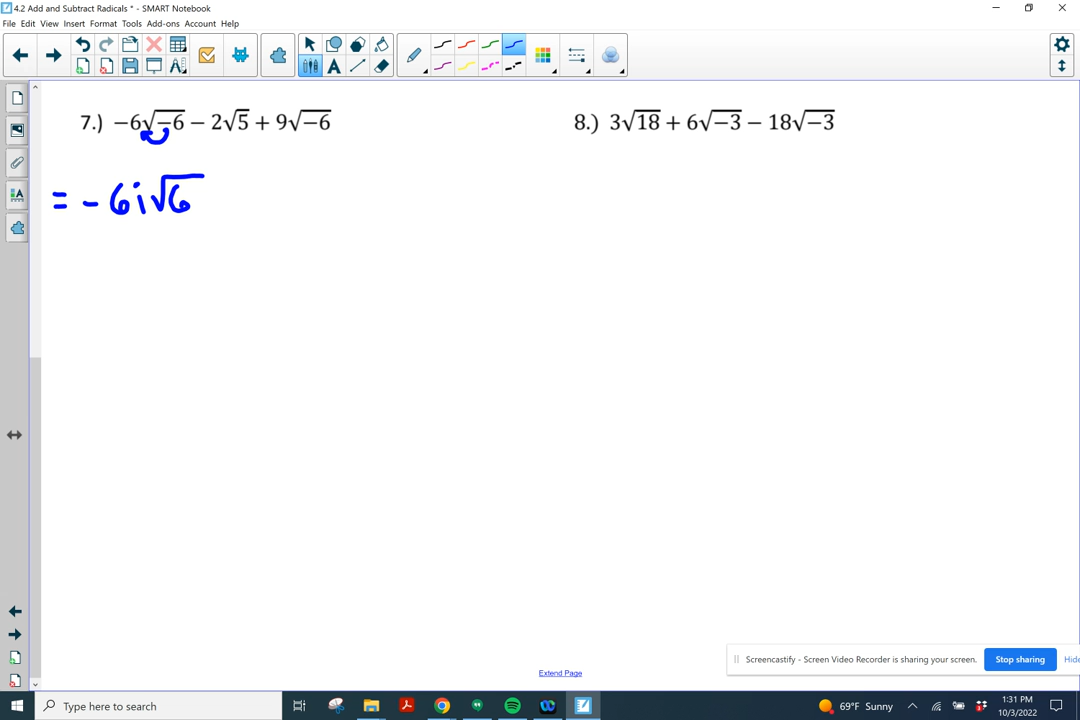 4.2 Add and Subtract Radicals * - SMART Notebook
File Edit View Insert Format Tools Add-ons Account Help
7.) −6√−6 − 2√5 + 9√−6
8.) 3√18 + 6√−3 − 18√−3
= - 6i√6
Screencastify - Screen Video Recorder is sharing your screen. Stop sharing Hide
Extend Page
Type here to search
69°F Sunny
1:31 PM
10/3/2022